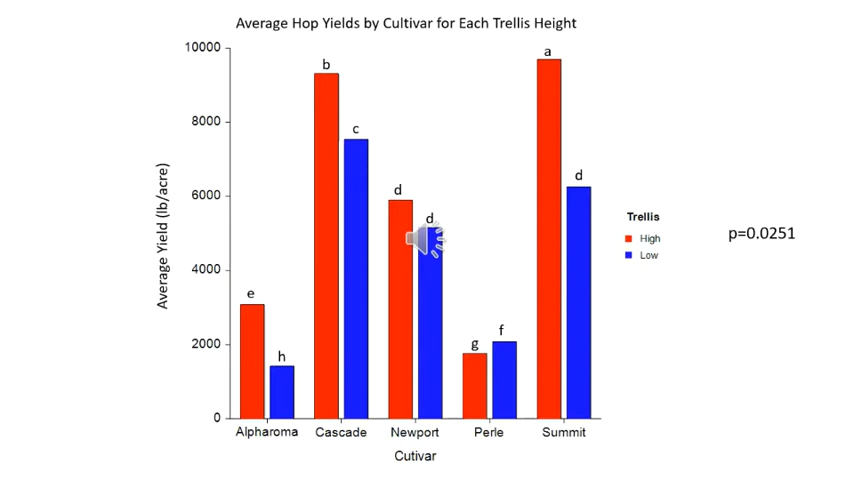 Average Hop Yields by Cultivar for Each Trellis Height
10000
8000
6000
4000
2000
0
Average Yield (lb/acre)
e
h
b
c
d
d
g
f
a
d
Alpharoma
Cascade
Newport
Perle
Summit
Cutivar
Trellis
High
Low
p=0.0251